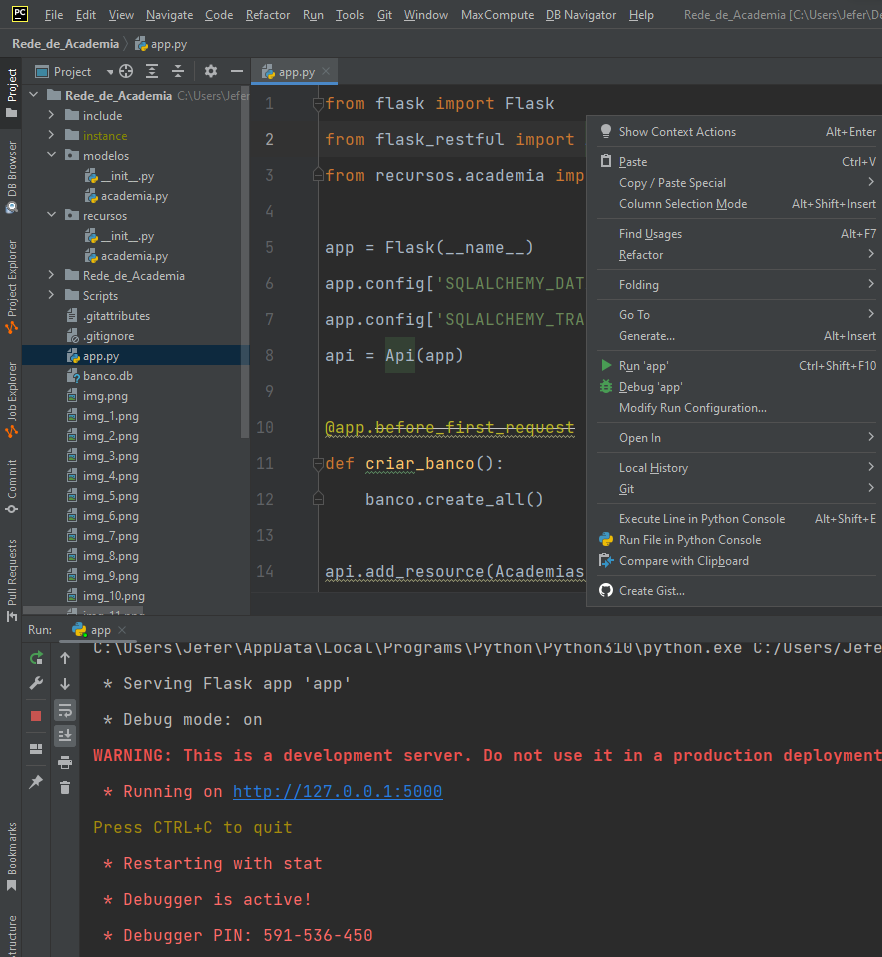 PC File Edit View Navigate Code Refactor Run Tools Git Window MaxCompute DB Navigator Help Rede_de_Academia [C:\Users\Jefer\De
Rede_de_Academia app.py
Project
DB Browser
Project Explorer
Job Explorer
Commit
Pull Requests
Bookmarks
Structure
Project
Rede_de_Academia C:\Users\Jefer
include
instance
modelos
__init__.py
academia.py
recursos
__init__.py
academia.py
Rede_de_Academia
Scripts
.gitattributes
.gitignore
app.py
banco.db
img.png
img_1.png
img_2.png
img_3.png
img_4.png
img_5.png
img_6.png
img_7.png
img_8.png
img_9.png
img_10.png
img_11.png
app.py
1 from flask import Flask
2 from flask_restful import
3 from recursos.academia imp
4
5 app = Flask(__name__)
6 app.config['SQLALCHEMY_DAT
7 app.config['SQLALCHEMY_TRA
8 api = Api(app)
9
10 @app.before_first_request
11 def criar_banco():
12 banco.create_all()
13
14 api.add_resource(Academias
Show Context Actions Alt+Enter
Paste Ctrl+V
Copy / Paste Special
Column Selection Mode Alt+Shift+Insert
Find Usages Alt+F7
Refactor
Folding
Go To
Generate... Alt+Insert
Run 'app' Ctrl+Shift+F10
Debug 'app'
Modify Run Configuration...
Open In
Local History
Git
Execute Line in Python Console Alt+Shift+E
Run File in Python Console
Compare with Clipboard
Create Gist...
Run: app
C:\Users\Jefer\AppData\Local\Programs\Python\Python310\python.exe C:/Users/Jefe
* Serving Flask app 'app'
* Debug mode: on
WARNING: This is a development server. Do not use it in a production deployment
* Running on http://127.0.0.1:5000
Press CTRL+C to quit
* Restarting with stat
* Debugger is active!
* Debugger PIN: 591-536-450